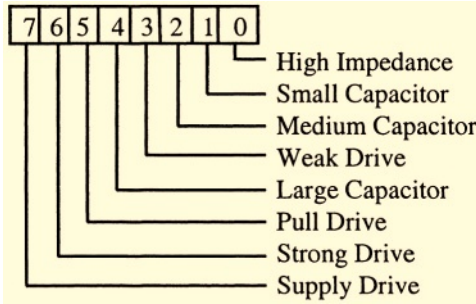 7 6 5 4 3 2 1 0
High Impedance
Small Capacitor
Medium Capacitor
Weak Drive
Large Capacitor
Pull Drive
Strong Drive
Supply Drive